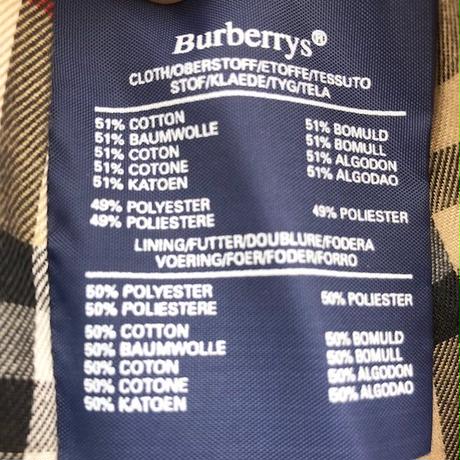 Burberrys®
CLOTH/OBERSTOFF/ETOFFE/TESSUTO
STOF/KLAEDE/TYG/TELA
51% COTTON
51% BAUMWOLLE
51% COTON
51% COTONE
51% KATOEN
51% BOMULD
51% BOMULL
51% ALGODON
51% ALGODAO
49% POLYESTER
49% POLIESTERE
49% POLIESTER
LINING/FUTTER/DOUBLURE/FODERA
VOERING/FOER/FODER/FORRO
50% POLYESTER
50% POLIESTERE
50% POLIESTER
50% COTTON
50% BAUMWOLLE
50% COTON
50% COTONE
50% KATOEN
50% BOMULD
50% BOMULL
50% ALGODON
50% ALGODAO